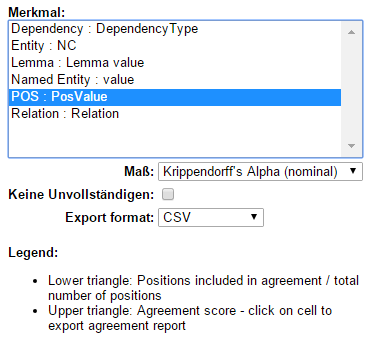 Merkmal:
Dependency : DependencyType
Entity : NC
Lemma : Lemma value
Named Entity : value
POS : PosValue
Relation : Relation
Maß: Krippendorff's Alpha (nominal)
Keine Unvollständigen:
Export format: CSV
Legend:
• Lower triangle: Positions included in agreement / total
number of positions
• Upper triangle: Agreement score - click on cell to
export agreement report